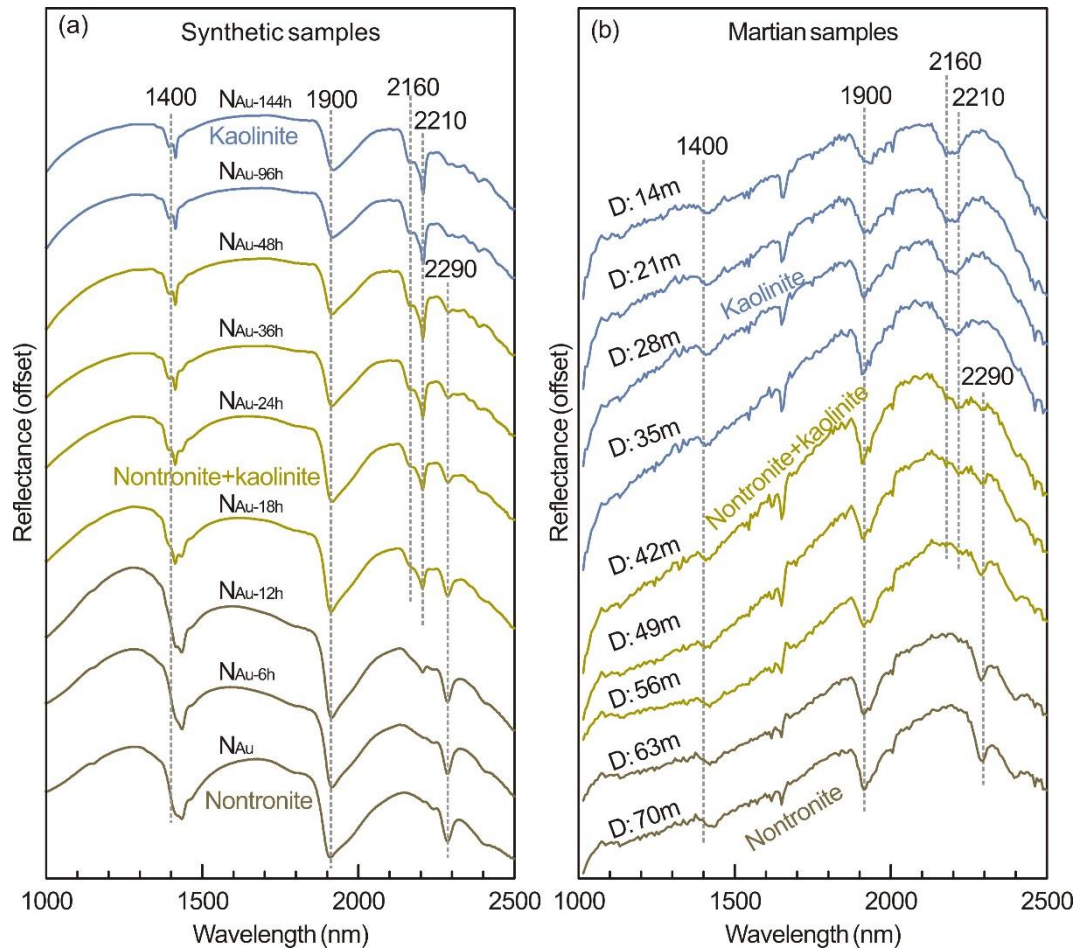 (a)
Synthetic samples
1400
NAu-144h
1900
2160
Kaolinite
2210
NAu-96h
NAu-48h
2290
NAu-36h
NAu-24h
Nontronite+kaolinite
NAu-18h
NAu-12h
NAu-6h
NAu
Nontronite
Reflectance (offset)
1000
1500
2000
2500
Wavelength (nm)
(b)
Martian samples
2160
1900
2210
1400
D: 14m
D: 21m
Kaolinite
D: 28m
2290
D: 35m
Nontronite+kaolinite
D: 42m
D: 49m
D: 56m
D: 63m
D: 70m
Nontronite
Reflectance (offset)
1000
1500
2000
2500
Wavelength (nm)